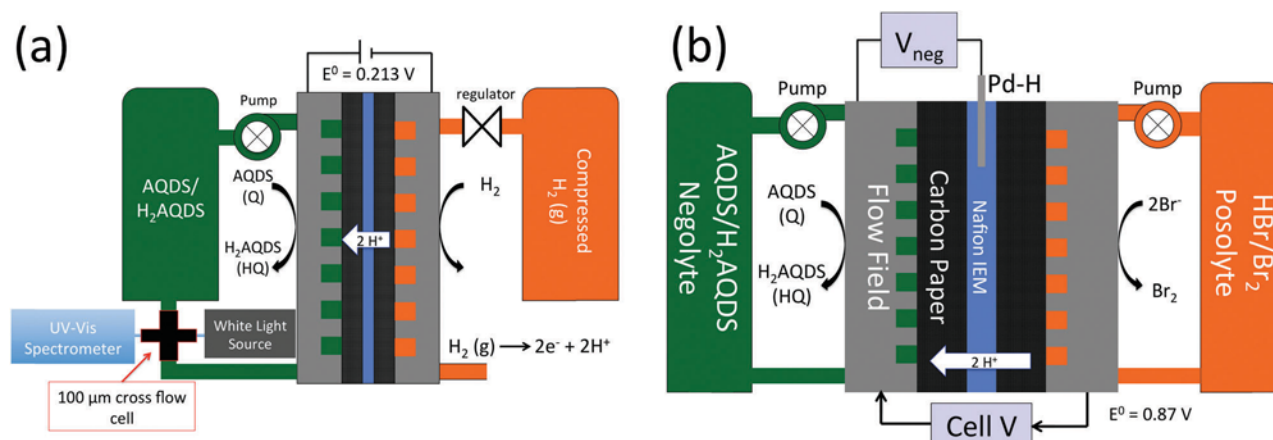 (a)
E⁰ = 0.213 V
Pump
regulator
AQDS/
H₂AQDS
AQDS
(Q)
H₂AQDS
(HQ)
2 H⁺
H₂
Compressed
H₂ (g)
UV-Vis
Spectrometer
White Light
Source
100 µm cross flow
cell
H₂ (g) → 2e⁻ + 2H⁺
(b)
Vneg
Pd-H
Pump
Pump
AQDS/H₂AQDS
Negolyte
AQDS
(Q)
H₂AQDS
(HQ)
Flow Field
Carbon Paper
Nafion IEM
2 H⁺
2Br⁻
Br₂
HBr/Br₂
Posolyte
Cell V
E⁰ = 0.87 V